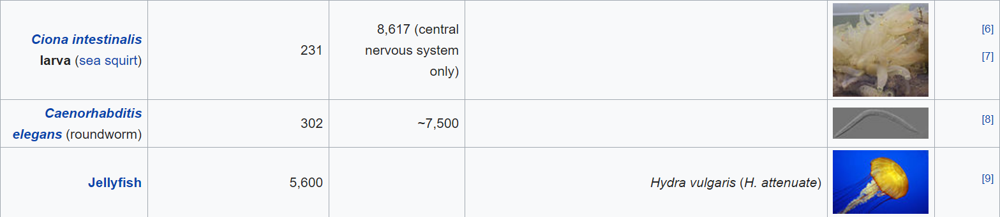 Ciona intestinalis
larva (sea squirt)
231
8,617 (central
nervous system
only)
[6]
[7]
Caenorhabditis
elegans (roundworm)
302
~7,500
[8]
Jellyfish
5,600
Hydra vulgaris (H. attenuate)
[9]